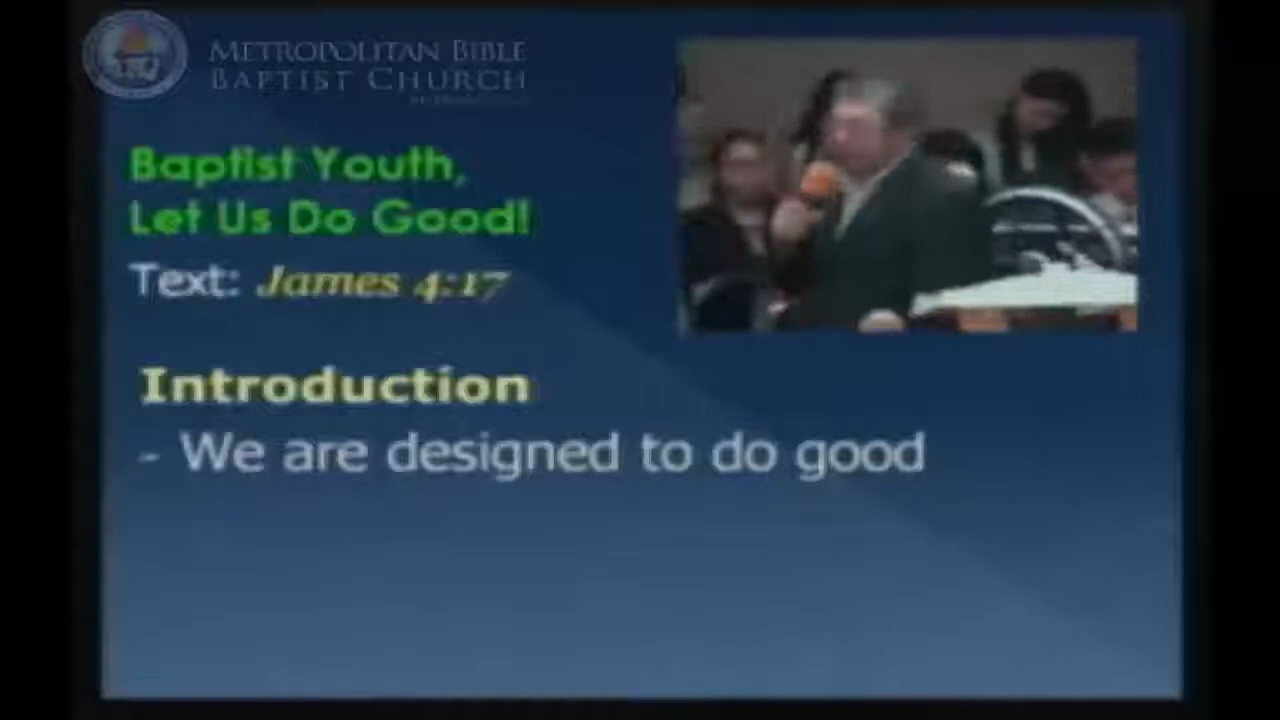 METROPOLITAN BIBLE
BAPTIST CHURCH
Baptist Youth,
Let Us Do Good!
Text: James 4:17
Introduction
- We are designed to do good